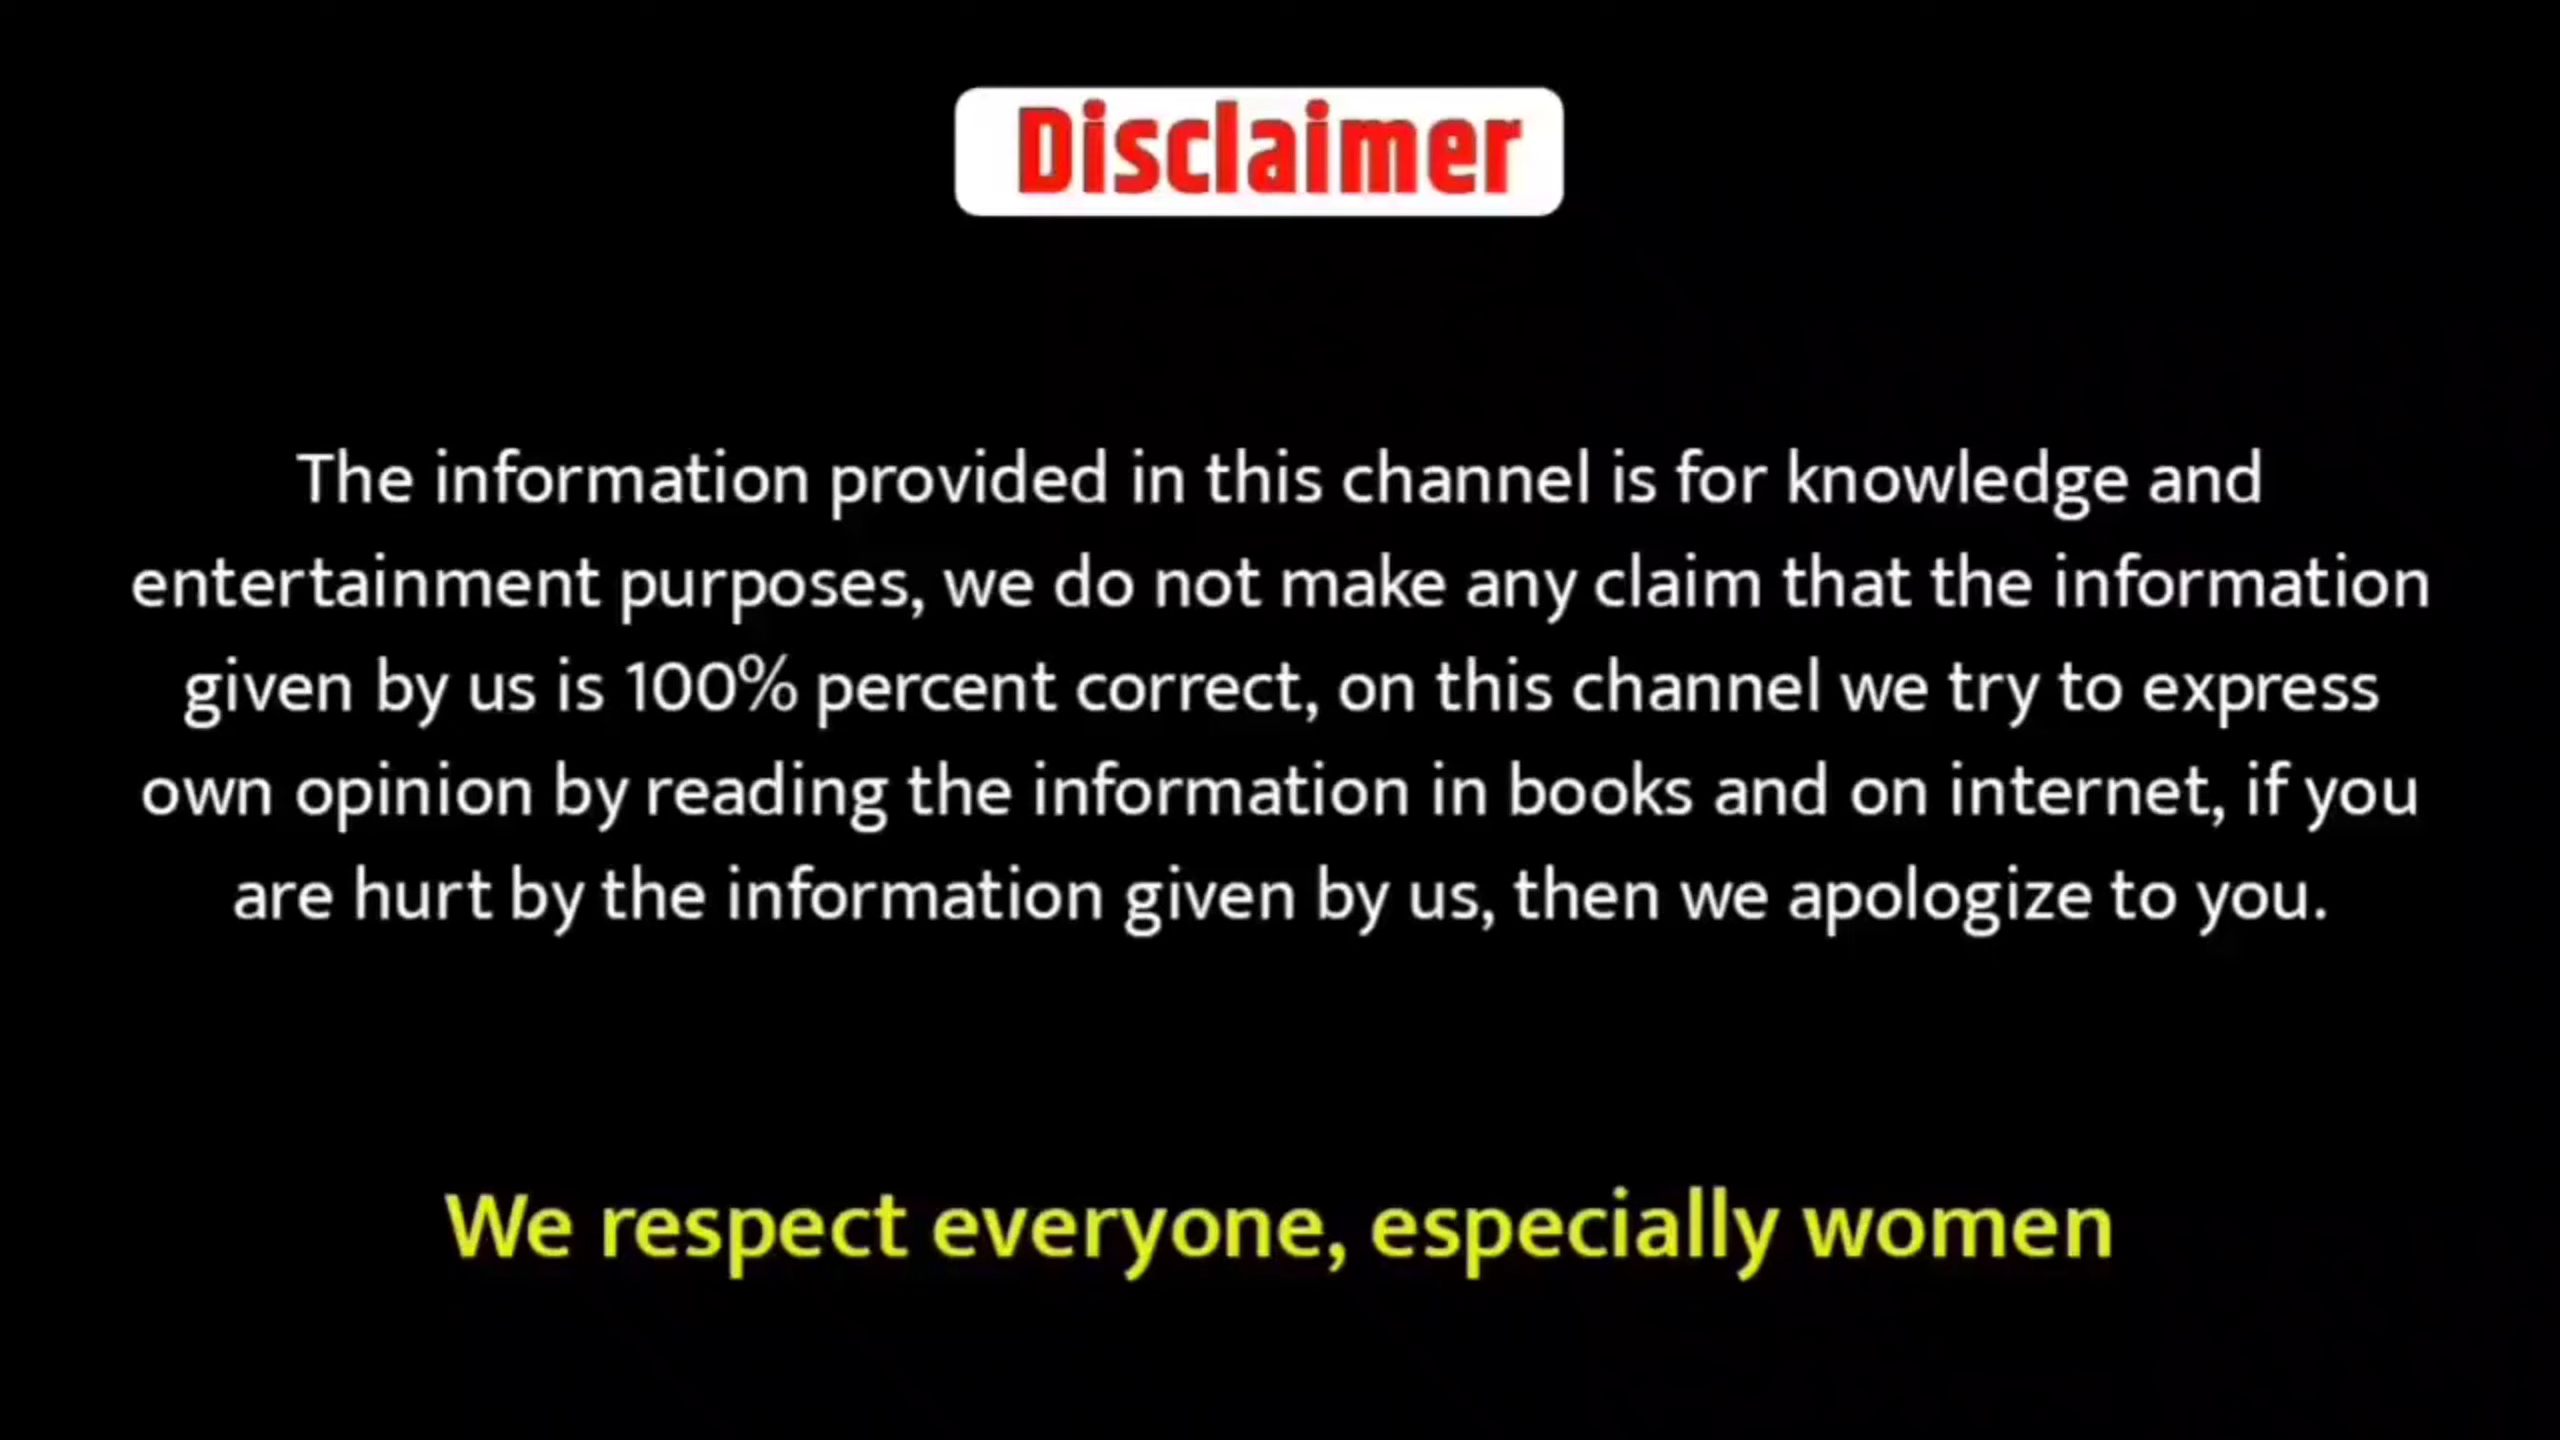 Disclaimer
The information provided in this channel is for knowledge and
entertainment purposes, we do not make any claim that the information
given by us is 100% percent correct, on this channel we try to express
own opinion by reading the information in books and on internet, if you
are hurt by the information given by us, then we apologize to you.
We respect everyone, especially women